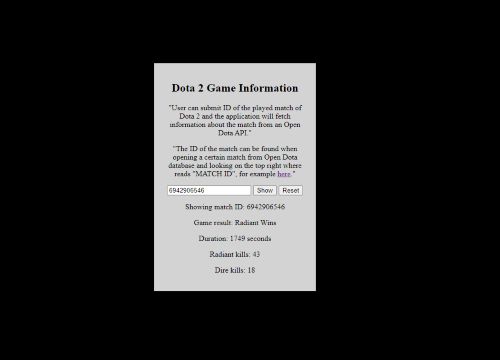 Dota 2 Game Information
"User can submit ID of the played match of
Dota 2 and the application will fetch
information about the match from an Open
Dota API."
"The ID of the match can be found when
opening a certain match from Open Dota
database and looking on the top right where
reads "MATCH ID", for example here."
6942906546 Show Reset
Showing match ID: 6942906546
Game result: Radiant Wins
Duration: 1749 seconds
Radiant kills: 43
Dire kills: 18